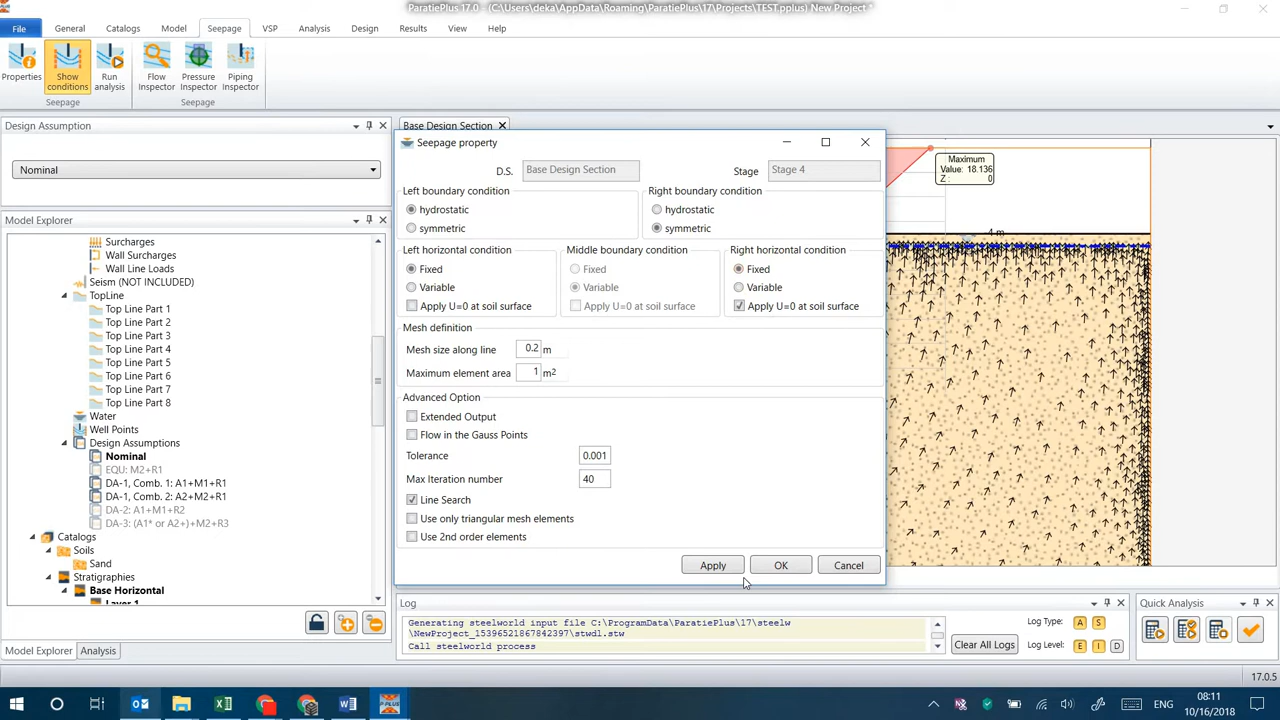 ParatiePlus 17.0 - (C:\Users\deka\AppData\Roaming\ParatiePlus\17\Projects\TEST.pplus) New Project *
File General Catalogs Model Seepage VSP Analysis Design Results View Help
Properties Show conditions Run analysis Flow Inspector Pressure Inspector Piping Inspector
Seepage Seepage
Design Assumption
Nominal
Model Explorer
Surcharges
Wall Surcharges
Wall Line Loads
Seism (NOT INCLUDED)
TopLine
Top Line Part 1
Top Line Part 2
Top Line Part 3
Top Line Part 4
Top Line Part 5
Top Line Part 6
Top Line Part 7
Top Line Part 8
Water
Well Points
Design Assumptions
Nominal
EQU: M2+R1
DA-1, Comb. 1: A1+M1+R1
DA-1, Comb. 2: A2+M2+R1
DA-2: A1+M1+R2
DA-3: (A1* or A2+)+M2+R3
Catalogs
Soils
Sand
Stratigraphies
Base Horizontal
Layer 1
Model Explorer Analysis
Base Design Section
Maximum
Value: 18.136
Z : 0
-4 m
Seepage property
D.S. Base Design Section Stage Stage 4
Left boundary condition Right boundary condition
hydrostatic hydrostatic
symmetric symmetric
Left horizontal condition Middle boundary condition Right horizontal condition
Fixed Fixed Fixed
Variable Variable Variable
Apply U=0 at soil surface Apply U=0 at soil surface Apply U=0 at soil surface
Mesh definition
Mesh size along line 0.2 m
Maximum element area 1 m2
Advanced Option
Extended Output
Flow in the Gauss Points
Tolerance 0.001
Max Iteration number 40
Line Search
Use only triangular mesh elements
Use 2nd order elements
Apply OK Cancel
Log
Generating steelworld input file C:\ProgramData\ParatiePlus\17\steelw
\NewProject_15396521867842397\stwdl.stw
Call steelworld process
Clear All Logs
Log Type: A S
Log Level: E I D
Quick Analysis
17.0.5
ENG
08:11
10/16/2018